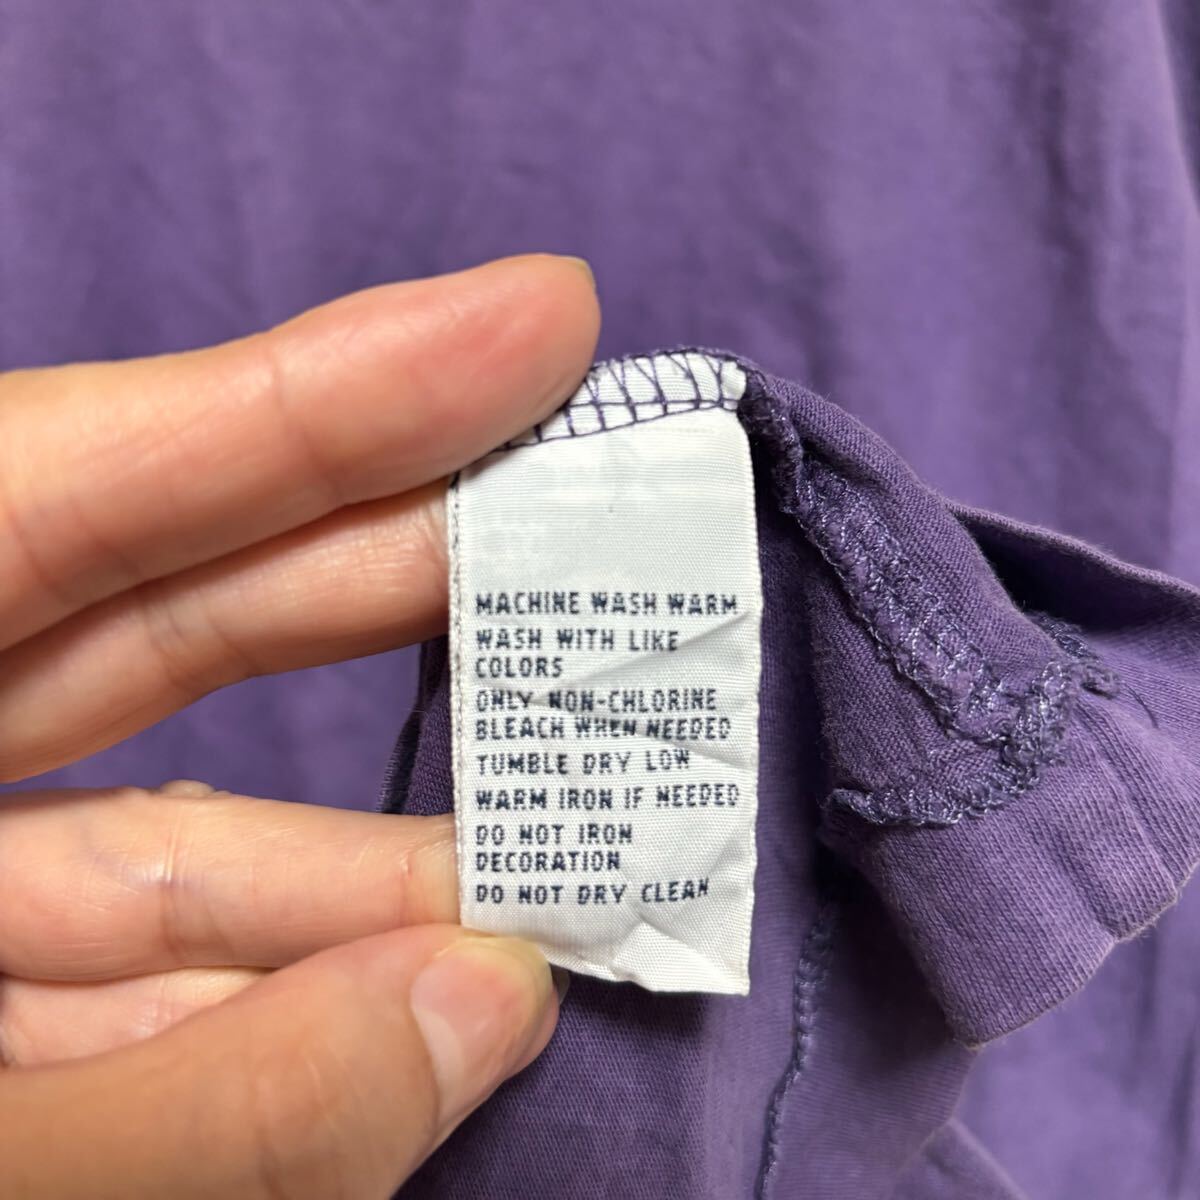 MACHINE WASH WARM
WASH WITH LIKE
COLORS
ONLY NON-CHLORINE
BLEACH WHEN NEEDED
TUMBLE DRY LOW
WARM IRON IF NEEDED
DO NOT IRON
DECORATION
DO NOT DRY CLEAN